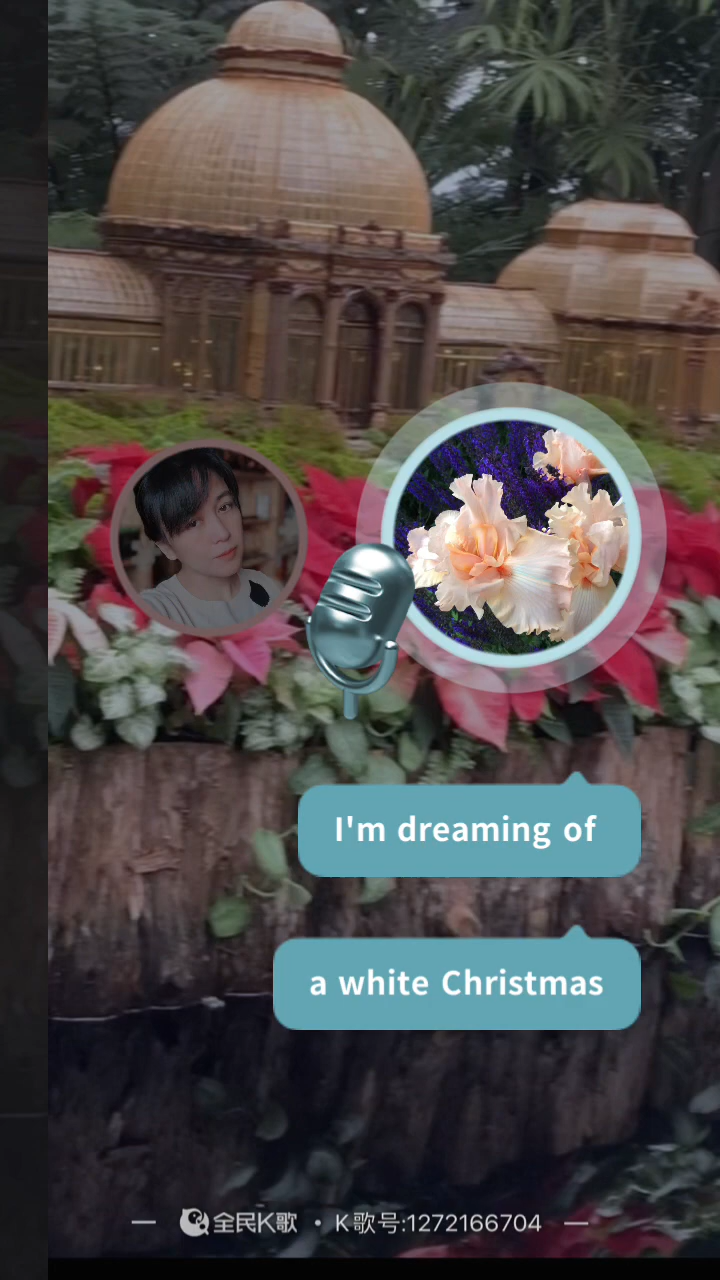 I'm dreaming of
a white Christmas
全民K歌 • K歌号:1272166704